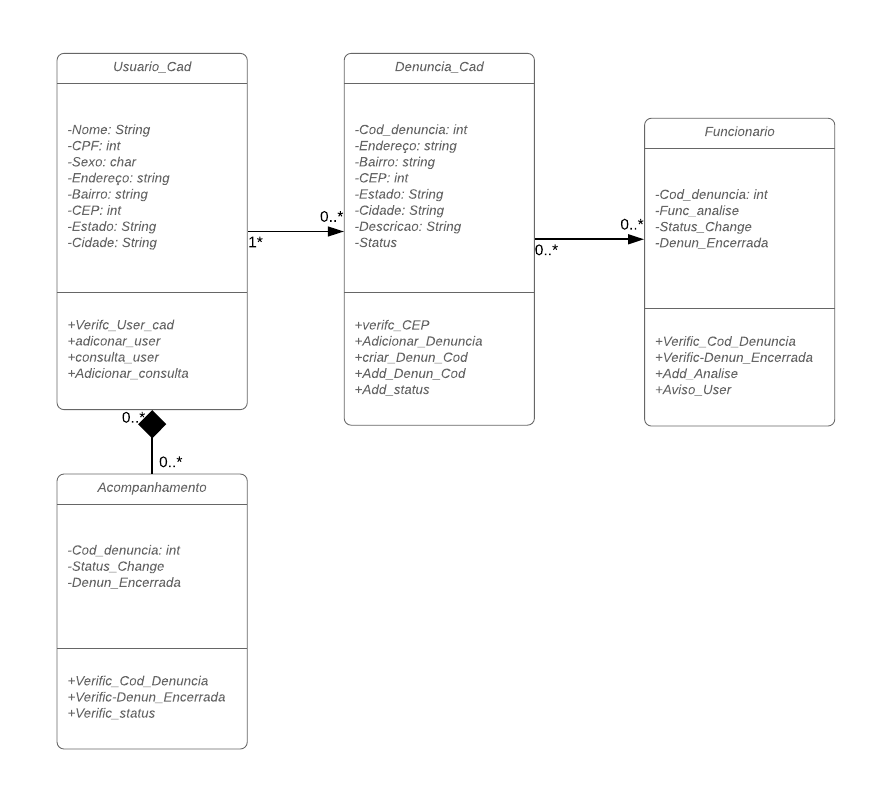 Usuario_Cad
-Nome: String
-CPF: int
-Sexo: char
-Endereço: string
-Bairro: string
-CEP: int
-Estado: String
-Cidade: String
+Verifc_User_cad
+adiconar_user
+consulta_user
+Adicionar_consulta
1*
0..*
Denuncia_Cad
-Cod_denuncia: int
-Endereço: string
-Bairro: string
-CEP: int
-Estado: String
-Cidade: String
-Descricao: String
-Status
+verifc_CEP
+Adicionar_Denuncia
+criar_Denun_Cod
+Add_Denun_Cod
+Add_status
0..*
0..*
Funcionario
-Cod_denuncia: int
-Func_analise
-Status_Change
-Denun_Encerrada
+Verific_Cod_Denuncia
+Verific-Denun_Encerrada
+Add_Analise
+Aviso_User
0..*
0..*
Acompanhamento
-Cod_denuncia: int
-Status_Change
-Denun_Encerrada
+Verific_Cod_Denuncia
+Verific-Denun_Encerrada
+Verific_status